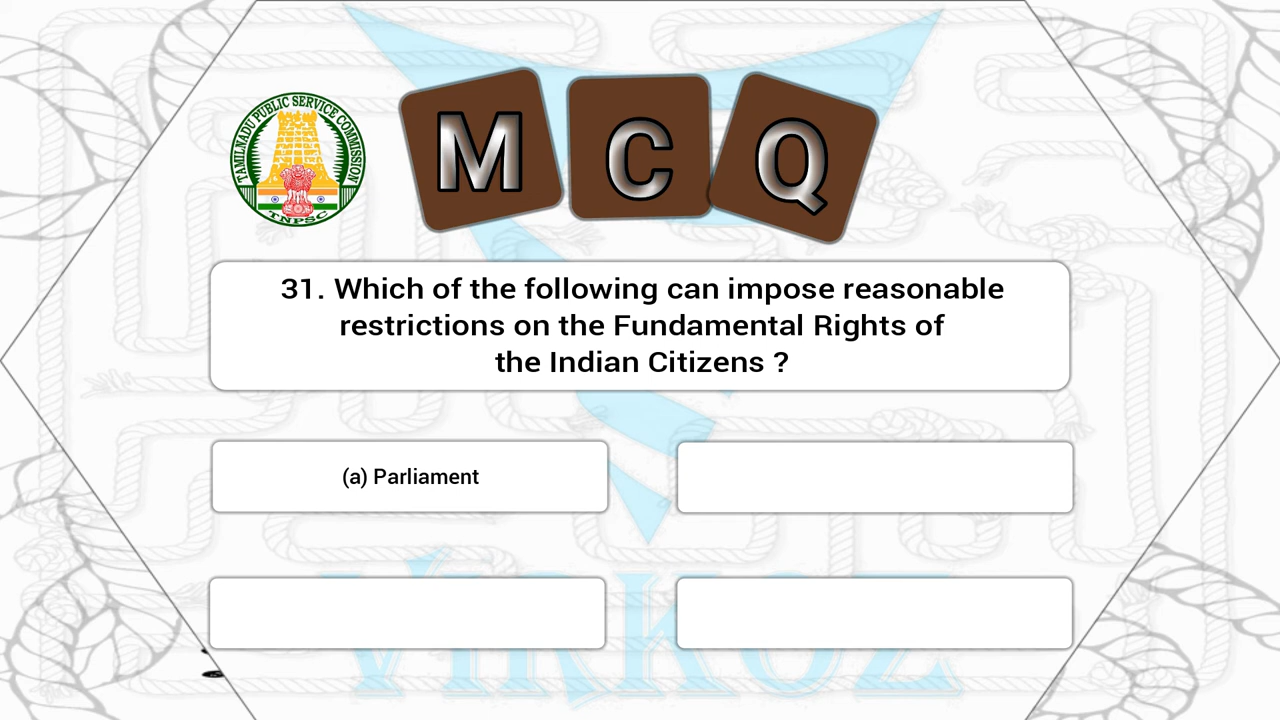 TAMILNADU PUBLIC SERVICE COMMISSION
TNPSC
M C Q
31. Which of the following can impose reasonable
restrictions on the Fundamental Rights of
the Indian Citizens ?
(a) Parliament
VIRKOZ